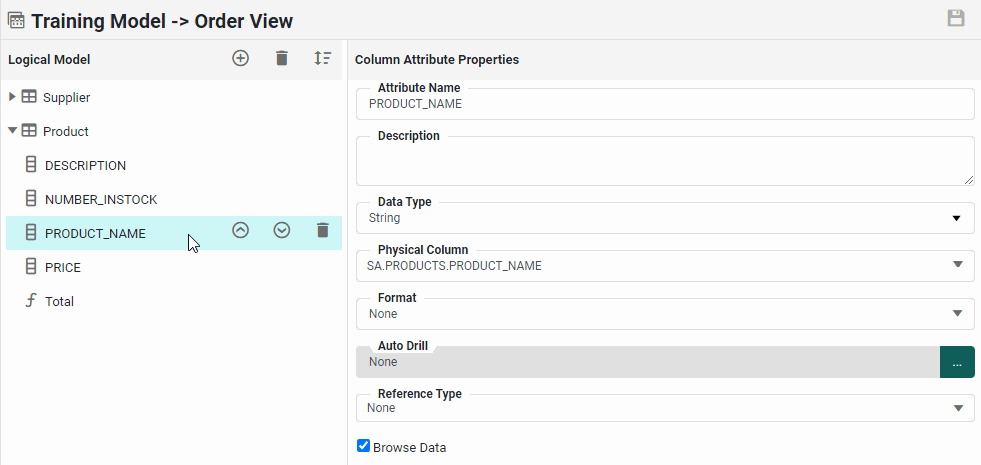 Training Model -> Order View
Logical Model
Supplier
Product
DESCRIPTION
NUMBER_INSTOCK
PRODUCT_NAME
PRICE
Total
Column Attribute Properties
Attribute Name
PRODUCT_NAME
Description
Data Type
String
Physical Column
SA.PRODUCTS.PRODUCT_NAME
Format
None
Auto Drill
None
...
Reference Type
None
Browse Data